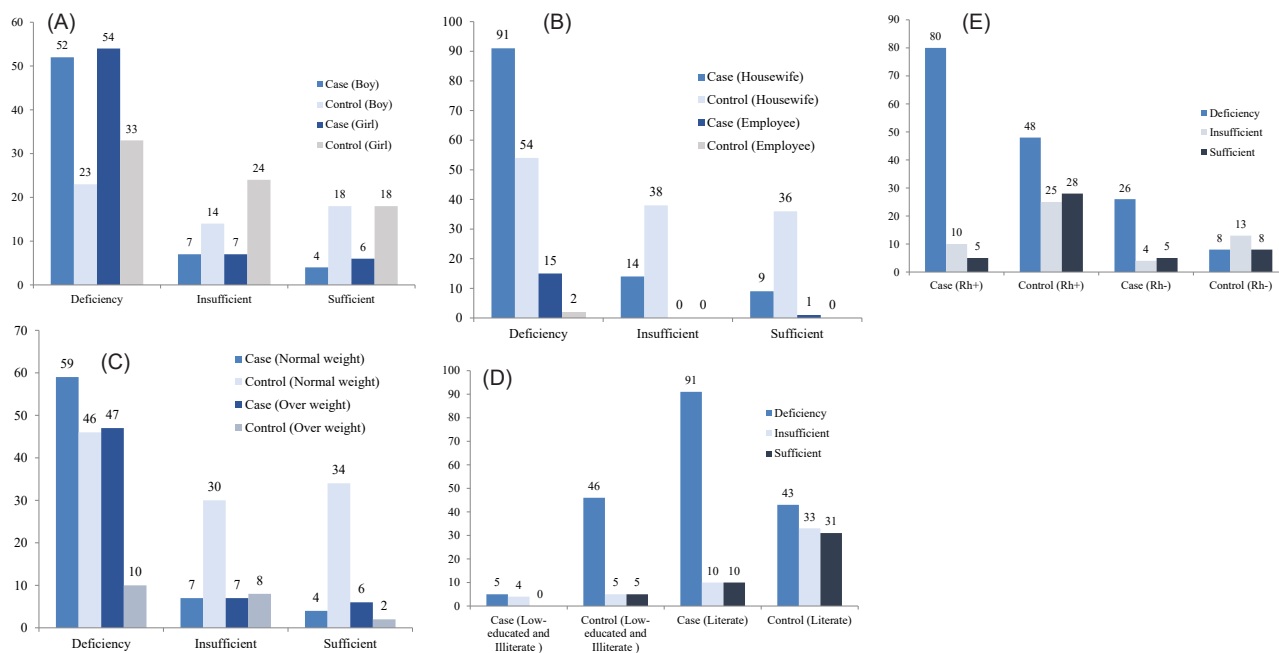 (A)
60
50
40
30
20
10
0
52
23
54
33
7
14
7
24
4
18
6
18
Case (Boy)
Control (Boy)
Case (Girl)
Control (Girl)
Deficiency
Insufficient
Sufficient
(B)
100
90
80
70
60
50
40
30
20
10
0
91
54
15
2
14
38
0
0
9
36
1
0
Case (Housewife)
Control (Housewife)
Case (Employee)
Control (Employee)
Deficiency
Insufficient
Sufficient
(E)
90
80
70
60
50
40
30
20
10
0
80
10
5
48
25
28
26
4
5
8
13
8
Deficiency
Insufficient
Sufficient
Case (Rh+)
Control (Rh+)
Case (Rh-)
Control (Rh-)
(C)
70
60
50
40
30
20
10
0
59
46
47
10
7
30
7
8
4
34
6
2
Case (Normal weight)
Control (Normal weight)
Case (Over weight)
Control (Over weight)
Deficiency
Insufficient
Sufficient
(D)
100
90
80
70
60
50
40
30
20
10
0
5
4
0
46
5
5
91
10
10
43
33
31
Deficiency
Insufficient
Sufficient
Case (Low-
educated and
Illiterate )
Control (Low-
educated and
Illiterate )
Case (Literate)
Control (Literate)